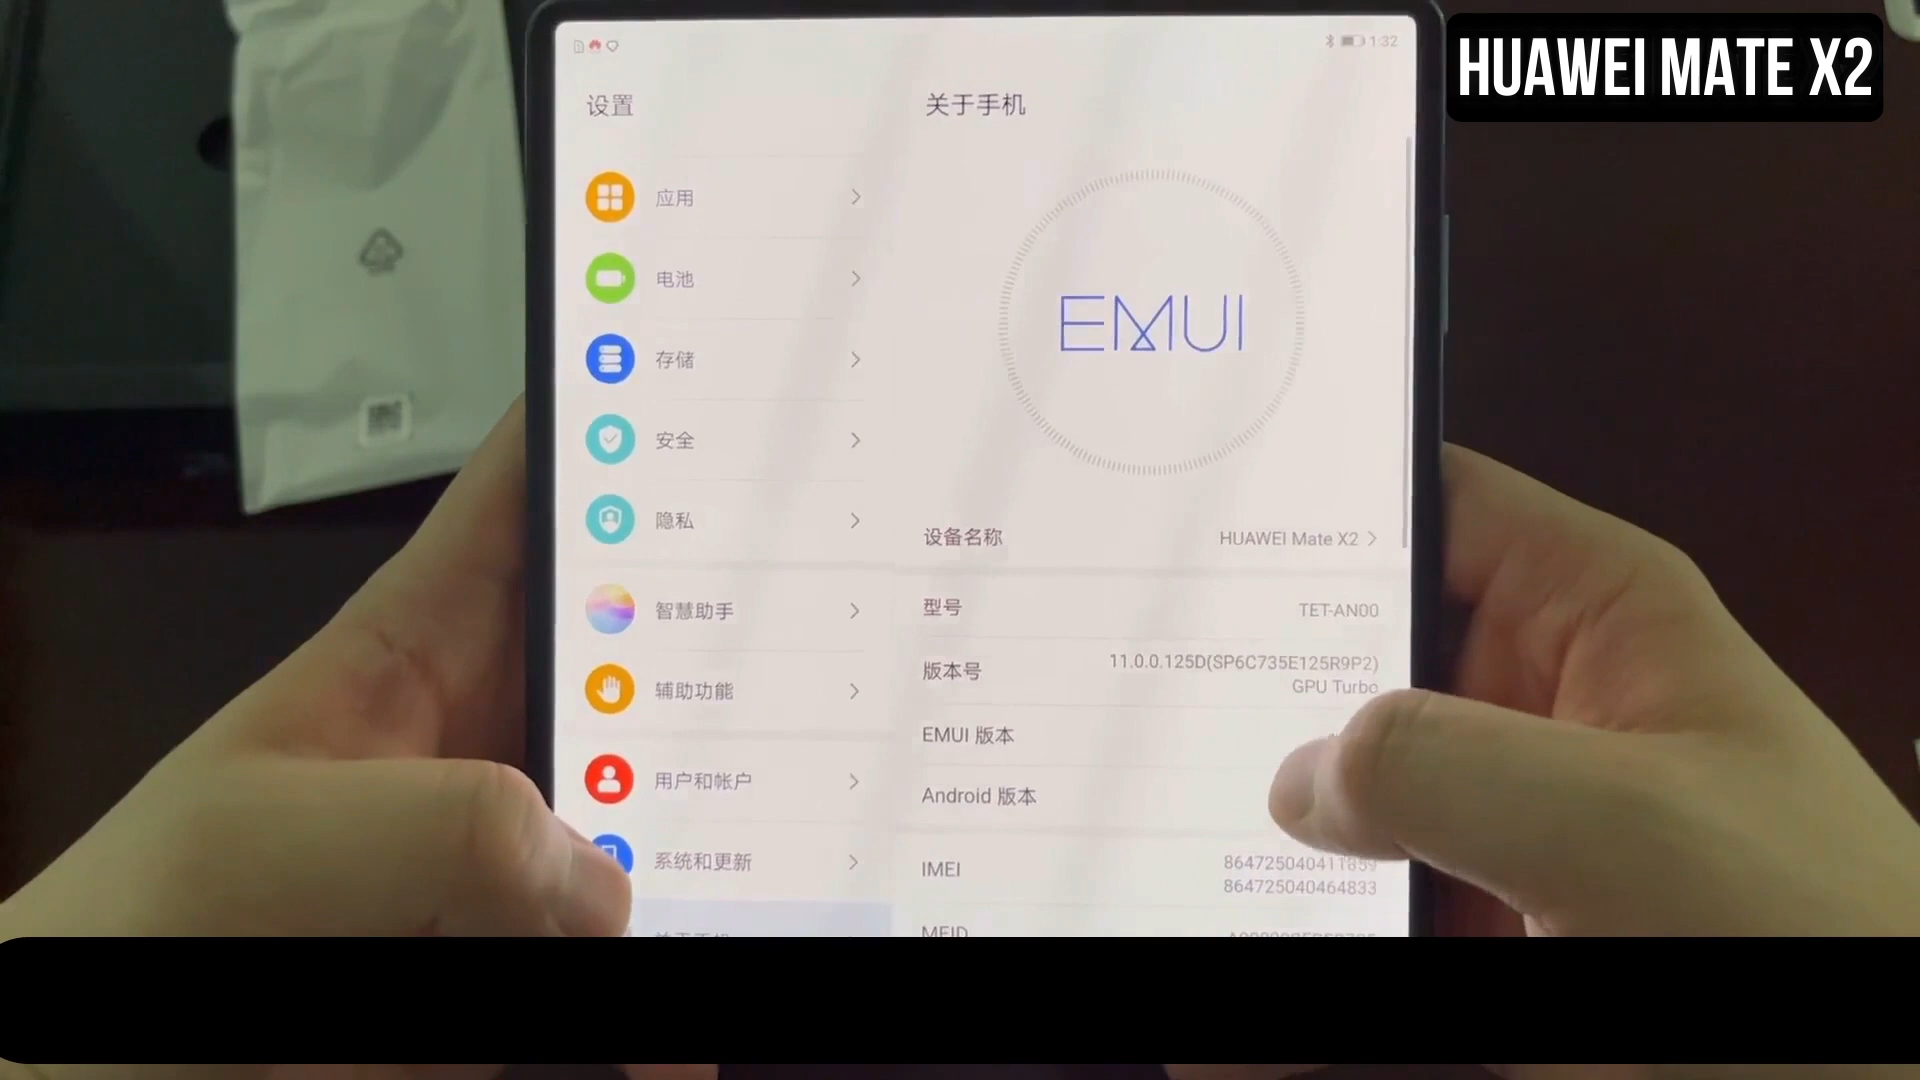 HUAWEI MATE X2
1:32
设置
关于手机
应用
电池
存储
安全
隐私
智慧助手
辅助功能
用户和帐户
系统和更新
EMUI
设备名称 HUAWEI Mate X2
型号 TET-AN00
版本号 11.0.0.125D(SP6C735E125R9P2)
GPU Turbo
EMUI 版本
Android 版本
IMEI 864725040411859
864725040464833
MEID